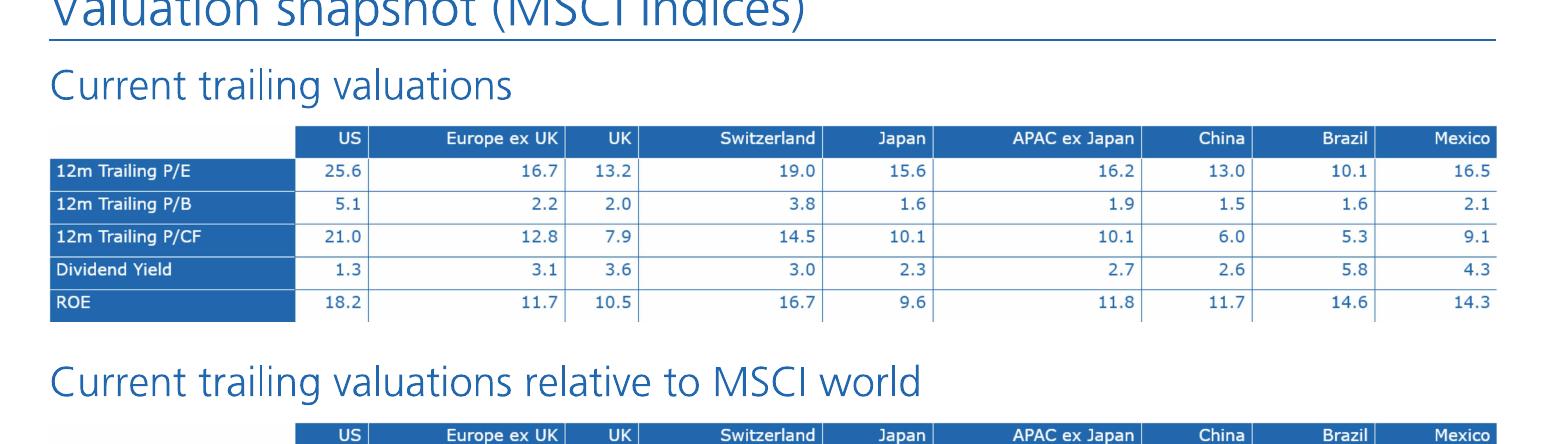 Valuation snapshot (MSCI indices)
Current trailing valuations
US Europe ex UK UK Switzerland Japan APAC ex Japan China Brazil Mexico
12m Trailing P/E 25.6 16.7 13.2 19.0 15.6 16.2 13.0 10.1 16.5
12m Trailing P/B 5.1 2.2 2.0 3.8 1.6 1.9 1.5 1.6 2.1
12m Trailing P/CF 21.0 12.8 7.9 14.5 10.1 10.1 6.0 5.3 9.1
Dividend Yield 1.3 3.1 3.6 3.0 2.3 2.7 2.6 5.8 4.3
ROE 18.2 11.7 10.5 16.7 9.6 11.8 11.7 14.6 14.3
Current trailing valuations relative to MSCI world
US Europe ex UK UK Switzerland Japan APAC ex Japan China Brazil Mexico